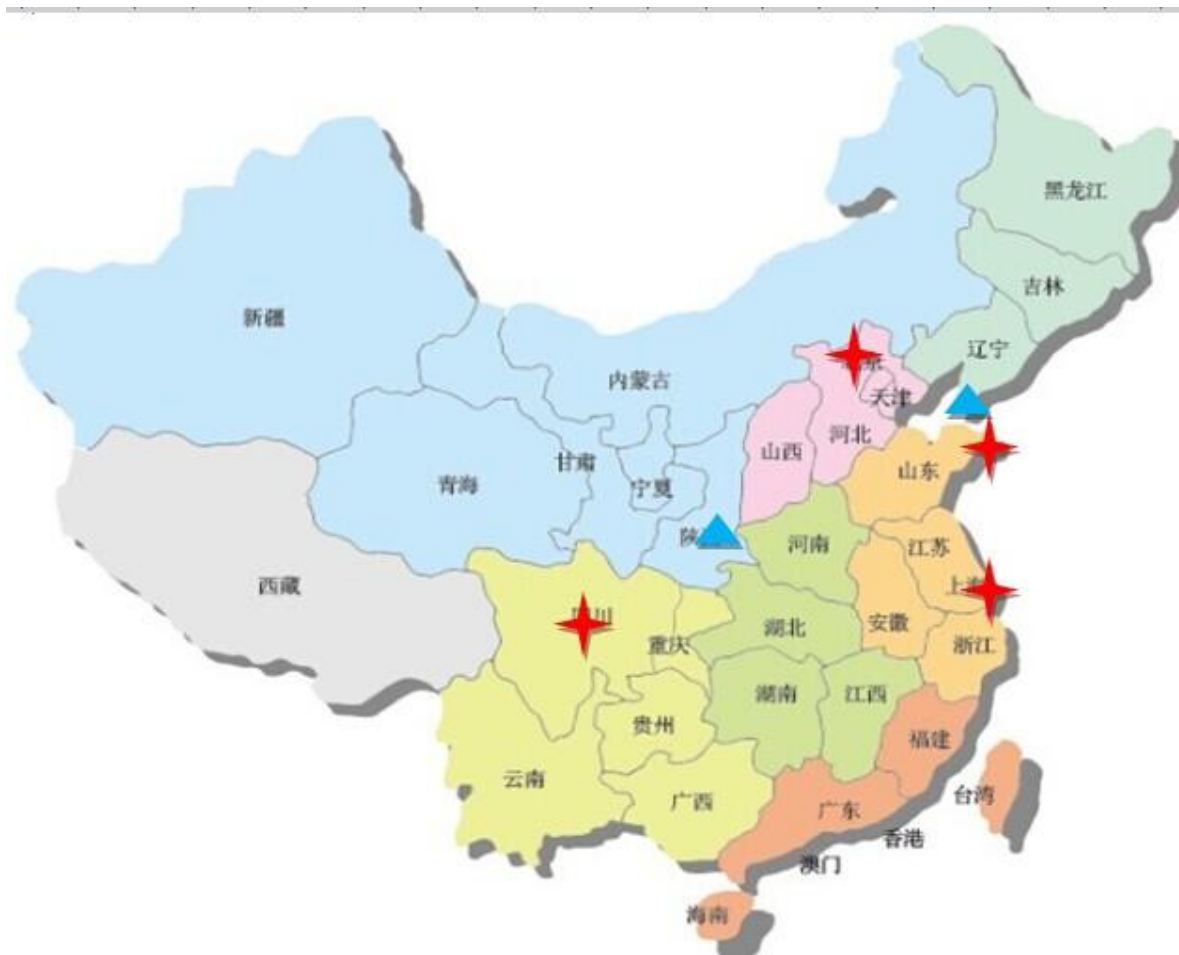 黑龙江
吉林
辽宁
新疆
内蒙古
天津
河北
山西
甘肃
宁夏
青海
山东
河南
江苏
西藏
安徽
湖北
重庆
浙江
湖南
江西
贵州
福建
云南
广西
广东
台湾
香港
澳门
海南